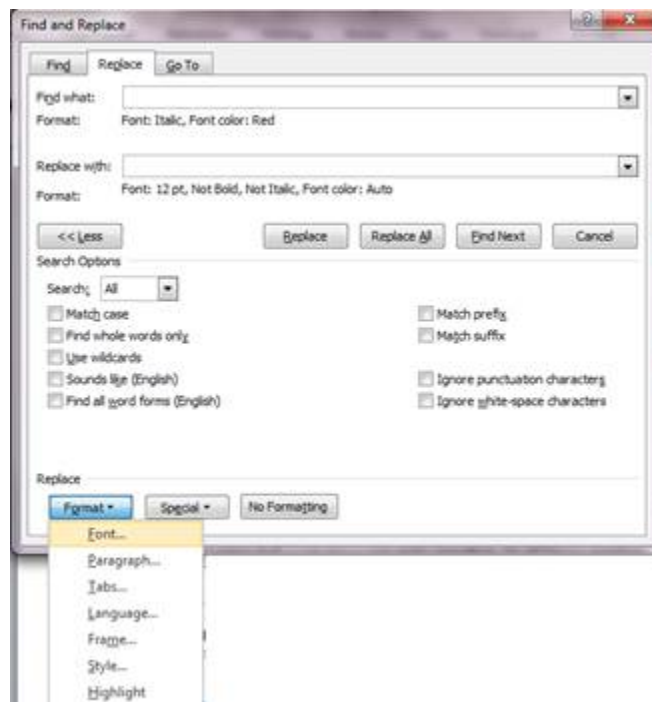 Find and Replace
Find Replace Go To
Find what:
Format: Font: Italic, Font color: Red
Replace with:
Format: Font: 12 pt, Not Bold, Not Italic, Font color: Auto
<< Less Replace Replace All Find Next Cancel
Search Options
Search: All
Match case Match prefix
Find whole words only Match suffix
Use wildcards
Sounds like (English) Ignore punctuation characters
Find all word forms (English) Ignore white-space characters
Replace
Format Special No Formatting
Font...
Paragraph...
Tabs...
Language...
Frame...
Style...
Highlight